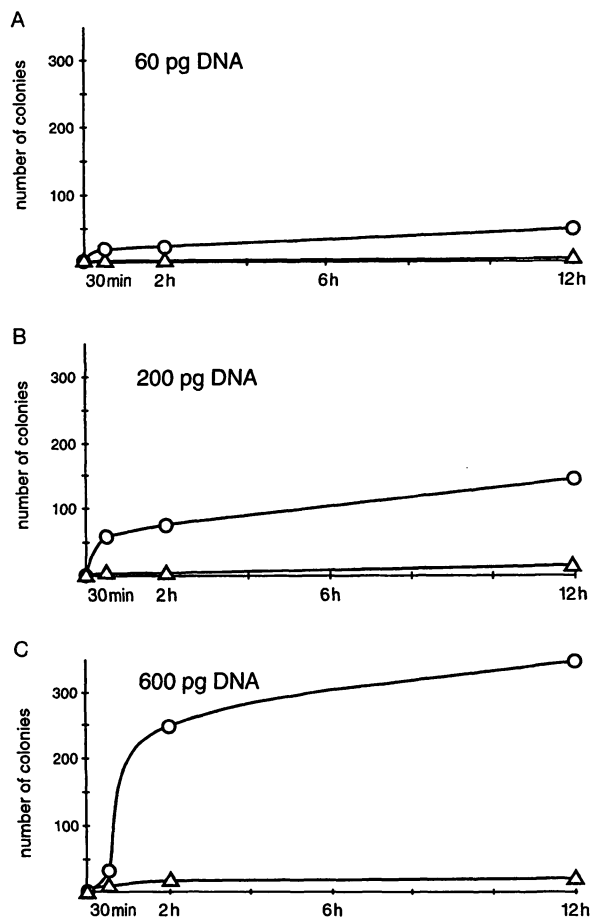 A
60 pg DNA
number of colonies
300
200
100
30min 2h 6h 12h
B
200 pg DNA
number of colonies
300
200
100
30min 2h 6h 12h
C
600 pg DNA
number of colonies
300
200
100
30min 2h 6h 12h